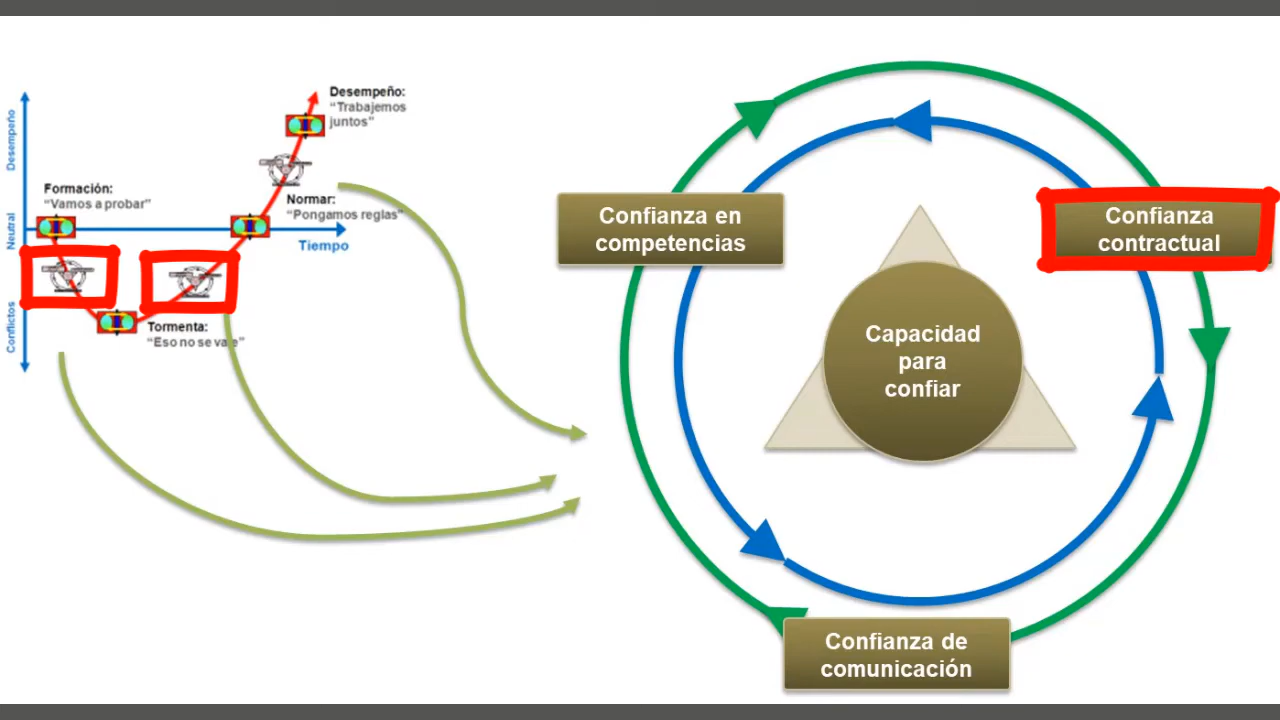 Desempeño:
“Trabajemos
juntos”
Desempeño
Formación:
“Vamos a probar”
Normar:
“Pongamos reglas”
Neutral
Tiempo
Conflictos
Tormenta:
“Eso no se vale”
Confianza en
competencias
Confianza
contractual
Capacidad
para
confiar
Confianza de
comunicación